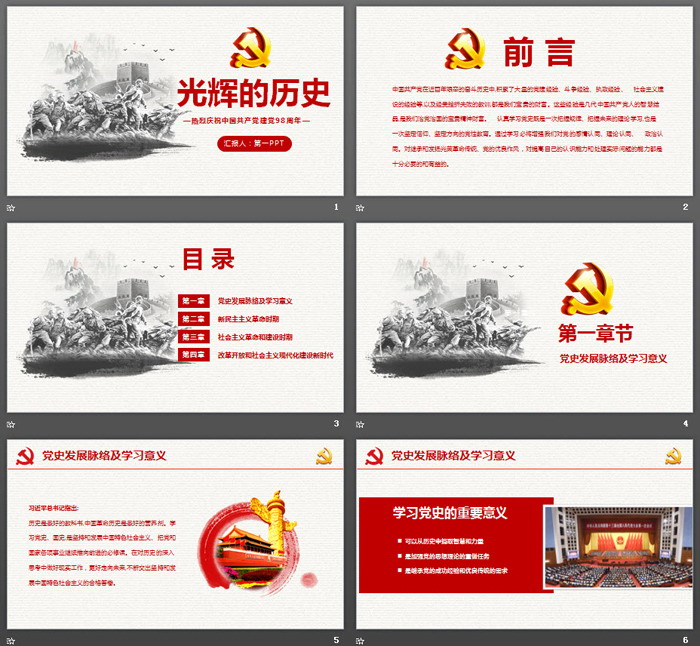 光辉的历史
—热烈庆祝中国共产党建党98周年—
汇报人：第一PPT
1
前言
中国共产党在近百年艰辛的奋斗历史中,积累了大量的党建经验、斗争经验、执政经验、 社会主义建
设的经验等,以及经受挫折失败的教训,都是我们宝贵的财富。这些经验是几代中国共产党人的智慧结
晶,是我们治党治国的宝贵精神财富。 认真学习党史既是一次把握规律、把握未来的理论学习,也是
一次坚定信仰、坚定方向的党性教育。通过学习必将增强我们对党的感情认同、理论认同、 政治认
同。对继承和发扬光荣革命传统、党的优良作风，对提高自己的认识能力和处理实际问题的能力都是
十分必要的和有益的。
2
目录
第一章 党史发展脉络及学习意义
第二章 新民主主义革命时期
第三章 社会主义革命和建设时期
第四章 改革开放和社会主义现代化建设新时代
3
第一章节
党史发展脉络及学习意义
4
党史发展脉络及学习意义
习近平总书记指出:
历史是最好的教科书,中国革命历史是最好的营养剂。学
习党史、国史,是坚持和发展中国特色社会主义、把党和
国家各项事业继续推向前进的必修课。在对历史的深入
思考中做好现实工作，更好走向未来,不断交出坚持和发
展中国特色社会主义的合格答卷。
5
党史发展脉络及学习意义
学习党史的重要意义
可以从历史中汲取智慧和力量
是加强党的思想理论的重要任务
是继承党的成功经验和优良传统的需求
6